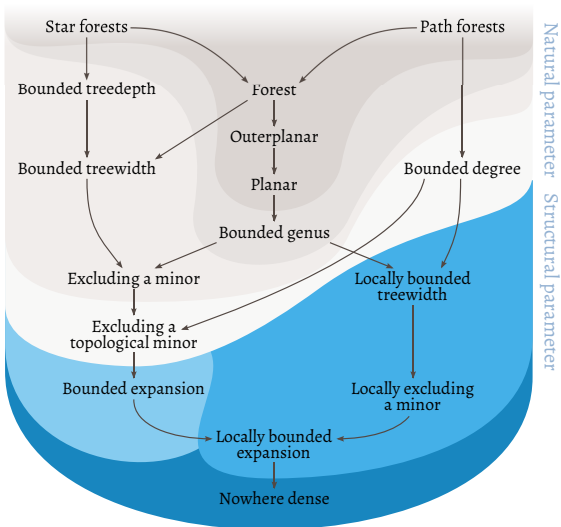 Star forests
Path forests
Bounded treedepth
Forest
Outerplanar
Bounded treewidth
Bounded degree
Planar
Bounded genus
Excluding a minor
Locally bounded
treewidth
Excluding a
topological minor
Bounded expansion
Locally excluding
a minor
Locally bounded
expansion
Nowhere dense
Natural parameter
Structural parameter